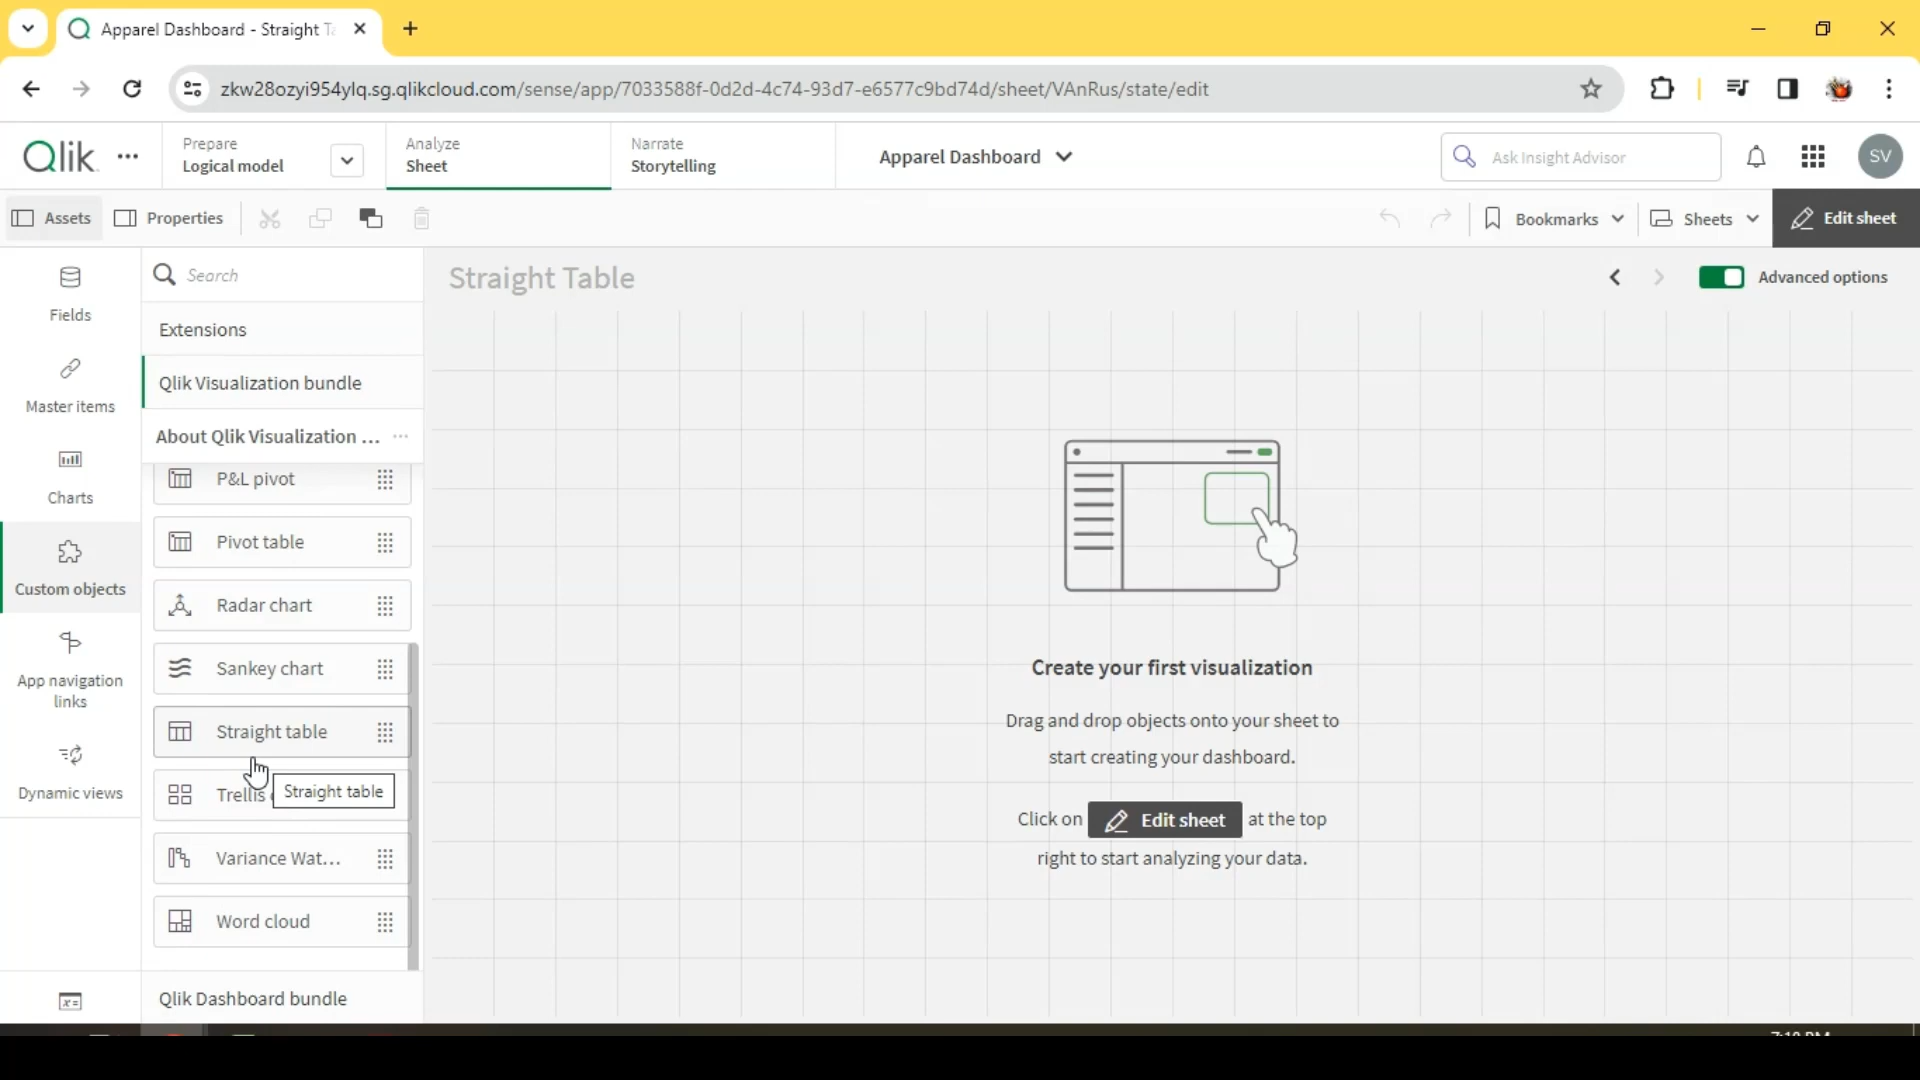 Apparel Dashboard - Straight Ta
zkw28ozyi954ylq.sg.qlikcloud.com/sense/app/7033588f-0d2d-4c74-93d7-e6577c9bd74d/sheet/VAnRus/state/edit
Qlik
Prepare
Logical model
Analyze
Sheet
Narrate
Storytelling
Apparel Dashboard
Ask Insight Advisor
SV
Assets
Properties
Bookmarks
Sheets
Edit sheet
Fields
Master items
Charts
Custom objects
App navigation
links
Dynamic views
Search
Extensions
Qlik Visualization bundle
About Qlik Visualization ...
P&L pivot
Pivot table
Radar chart
Sankey chart
Straight table
Trellis
Straight table
Variance Wat...
Word cloud
Qlik Dashboard bundle
Straight Table
Advanced options
Create your first visualization
Drag and drop objects onto your sheet to
start creating your dashboard.
Click on Edit sheet at the top
right to start analyzing your data.